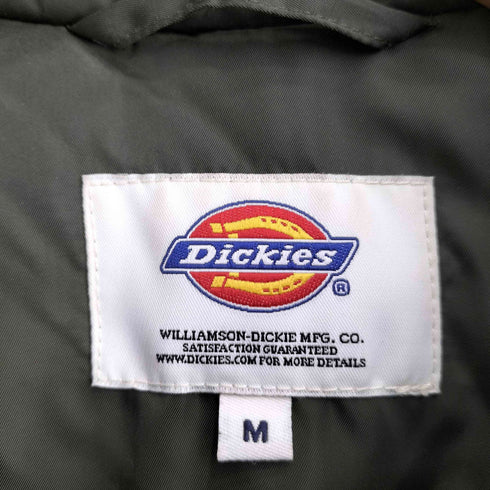 Dickies
®
WILLIAMSON-DICKIE MFG. CO.
SATISFACTION GUARANTEED
WWW.DICKIES.COM FOR MORE DETAILS
M